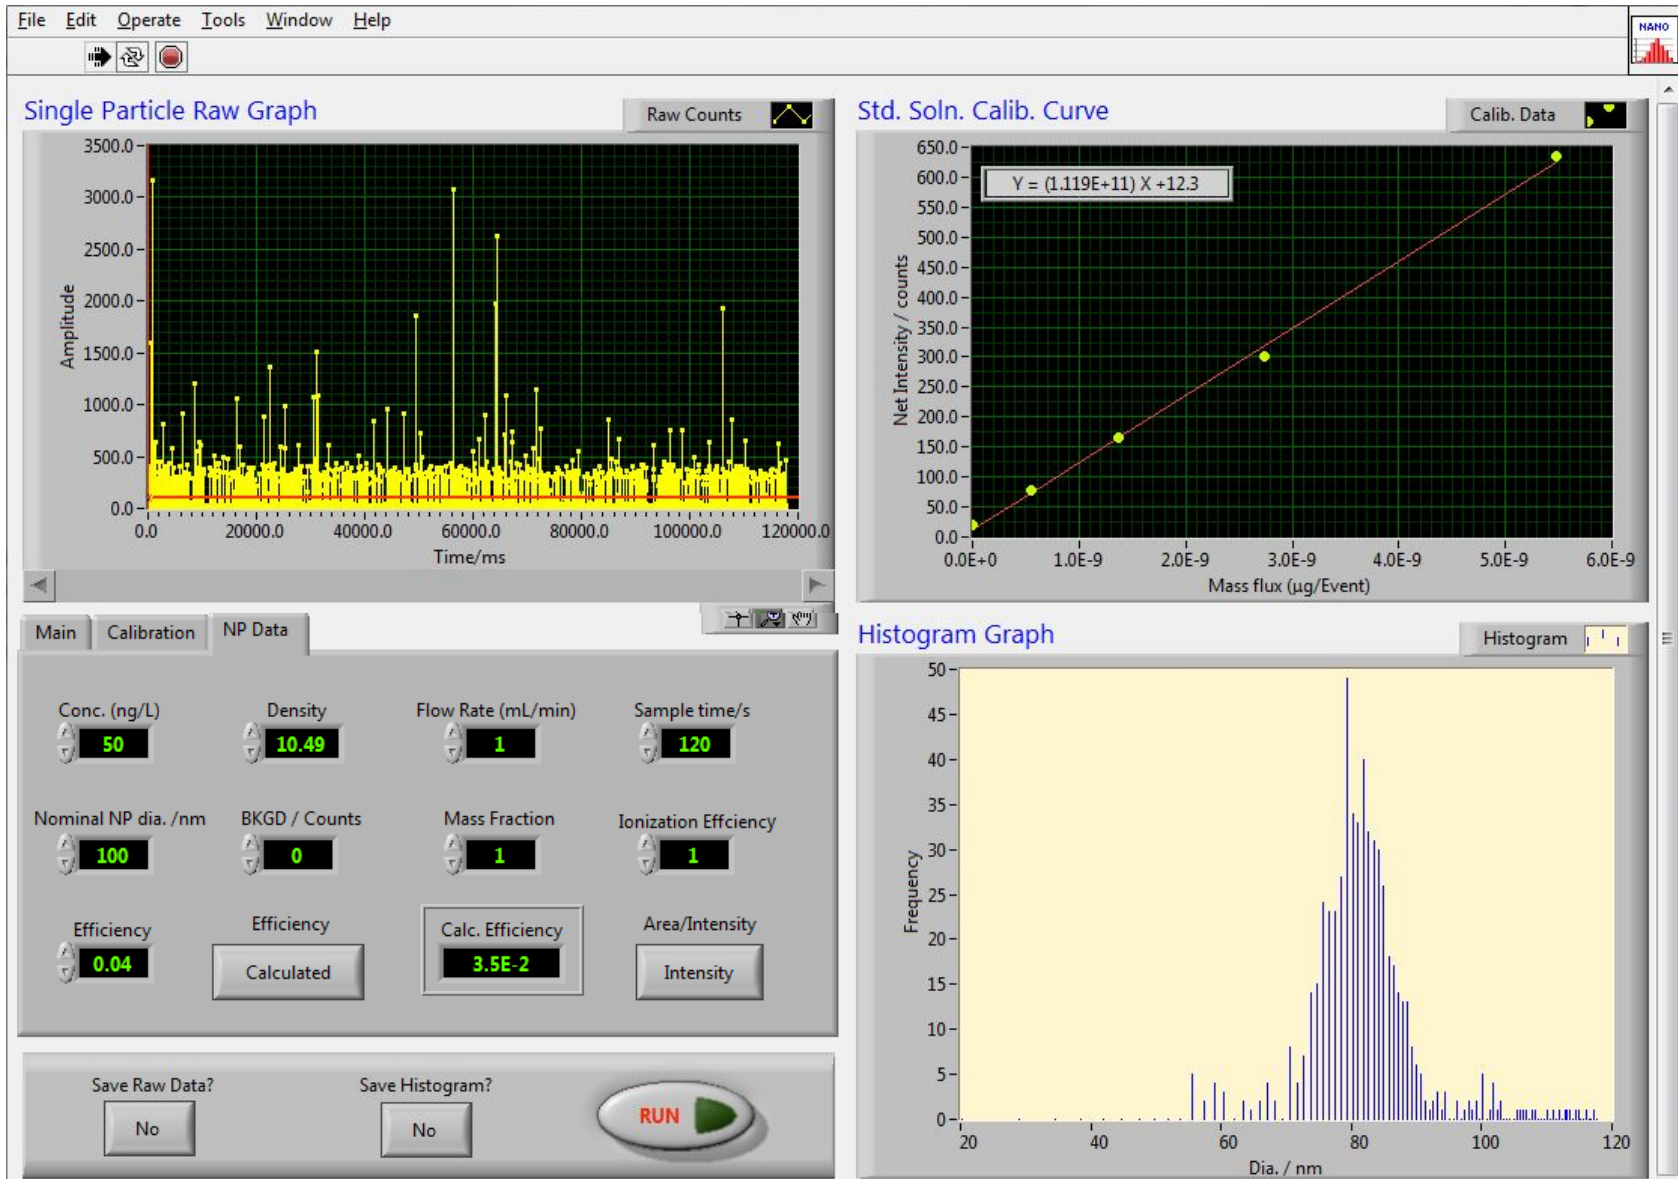 File Edit Operate Tools Window Help
NANO
Single Particle Raw Graph
Raw Counts
3500.0
3000.0
2500.0
2000.0
1500.0
1000.0
500.0
0.0
Amplitude
0.0 20000.0 40000.0 60000.0 80000.0 100000.0 120000.0
Time/ms
Std. Soln. Calib. Curve
Calib. Data
Y = (1.119E+11) X +12.3
650.0
600.0
550.0
500.0
450.0
400.0
350.0
300.0
250.0
200.0
150.0
100.0
50.0
0.0
Net Intensity / counts
0.0E+0 1.0E-9 2.0E-9 3.0E-9 4.0E-9 5.0E-9 6.0E-9
Mass flux (µg/Event)
Main Calibration NP Data
Conc. (ng/L) Density Flow Rate (mL/min) Sample time/s
50 10.49 1 120
Nominal NP dia. /nm BKGD / Counts Mass Fraction Ionization Effciency
100 0 1 1
Efficiency Efficiency Calc. Efficiency Area/Intensity
0.04 Calculated 3.5E-2 Intensity
Save Raw Data? Save Histogram?
No No RUN
Histogram Graph
Histogram
50
45
40
35
30
25
20
15
10
5
0
Frequency
20 40 60 80 100 120
Dia. / nm